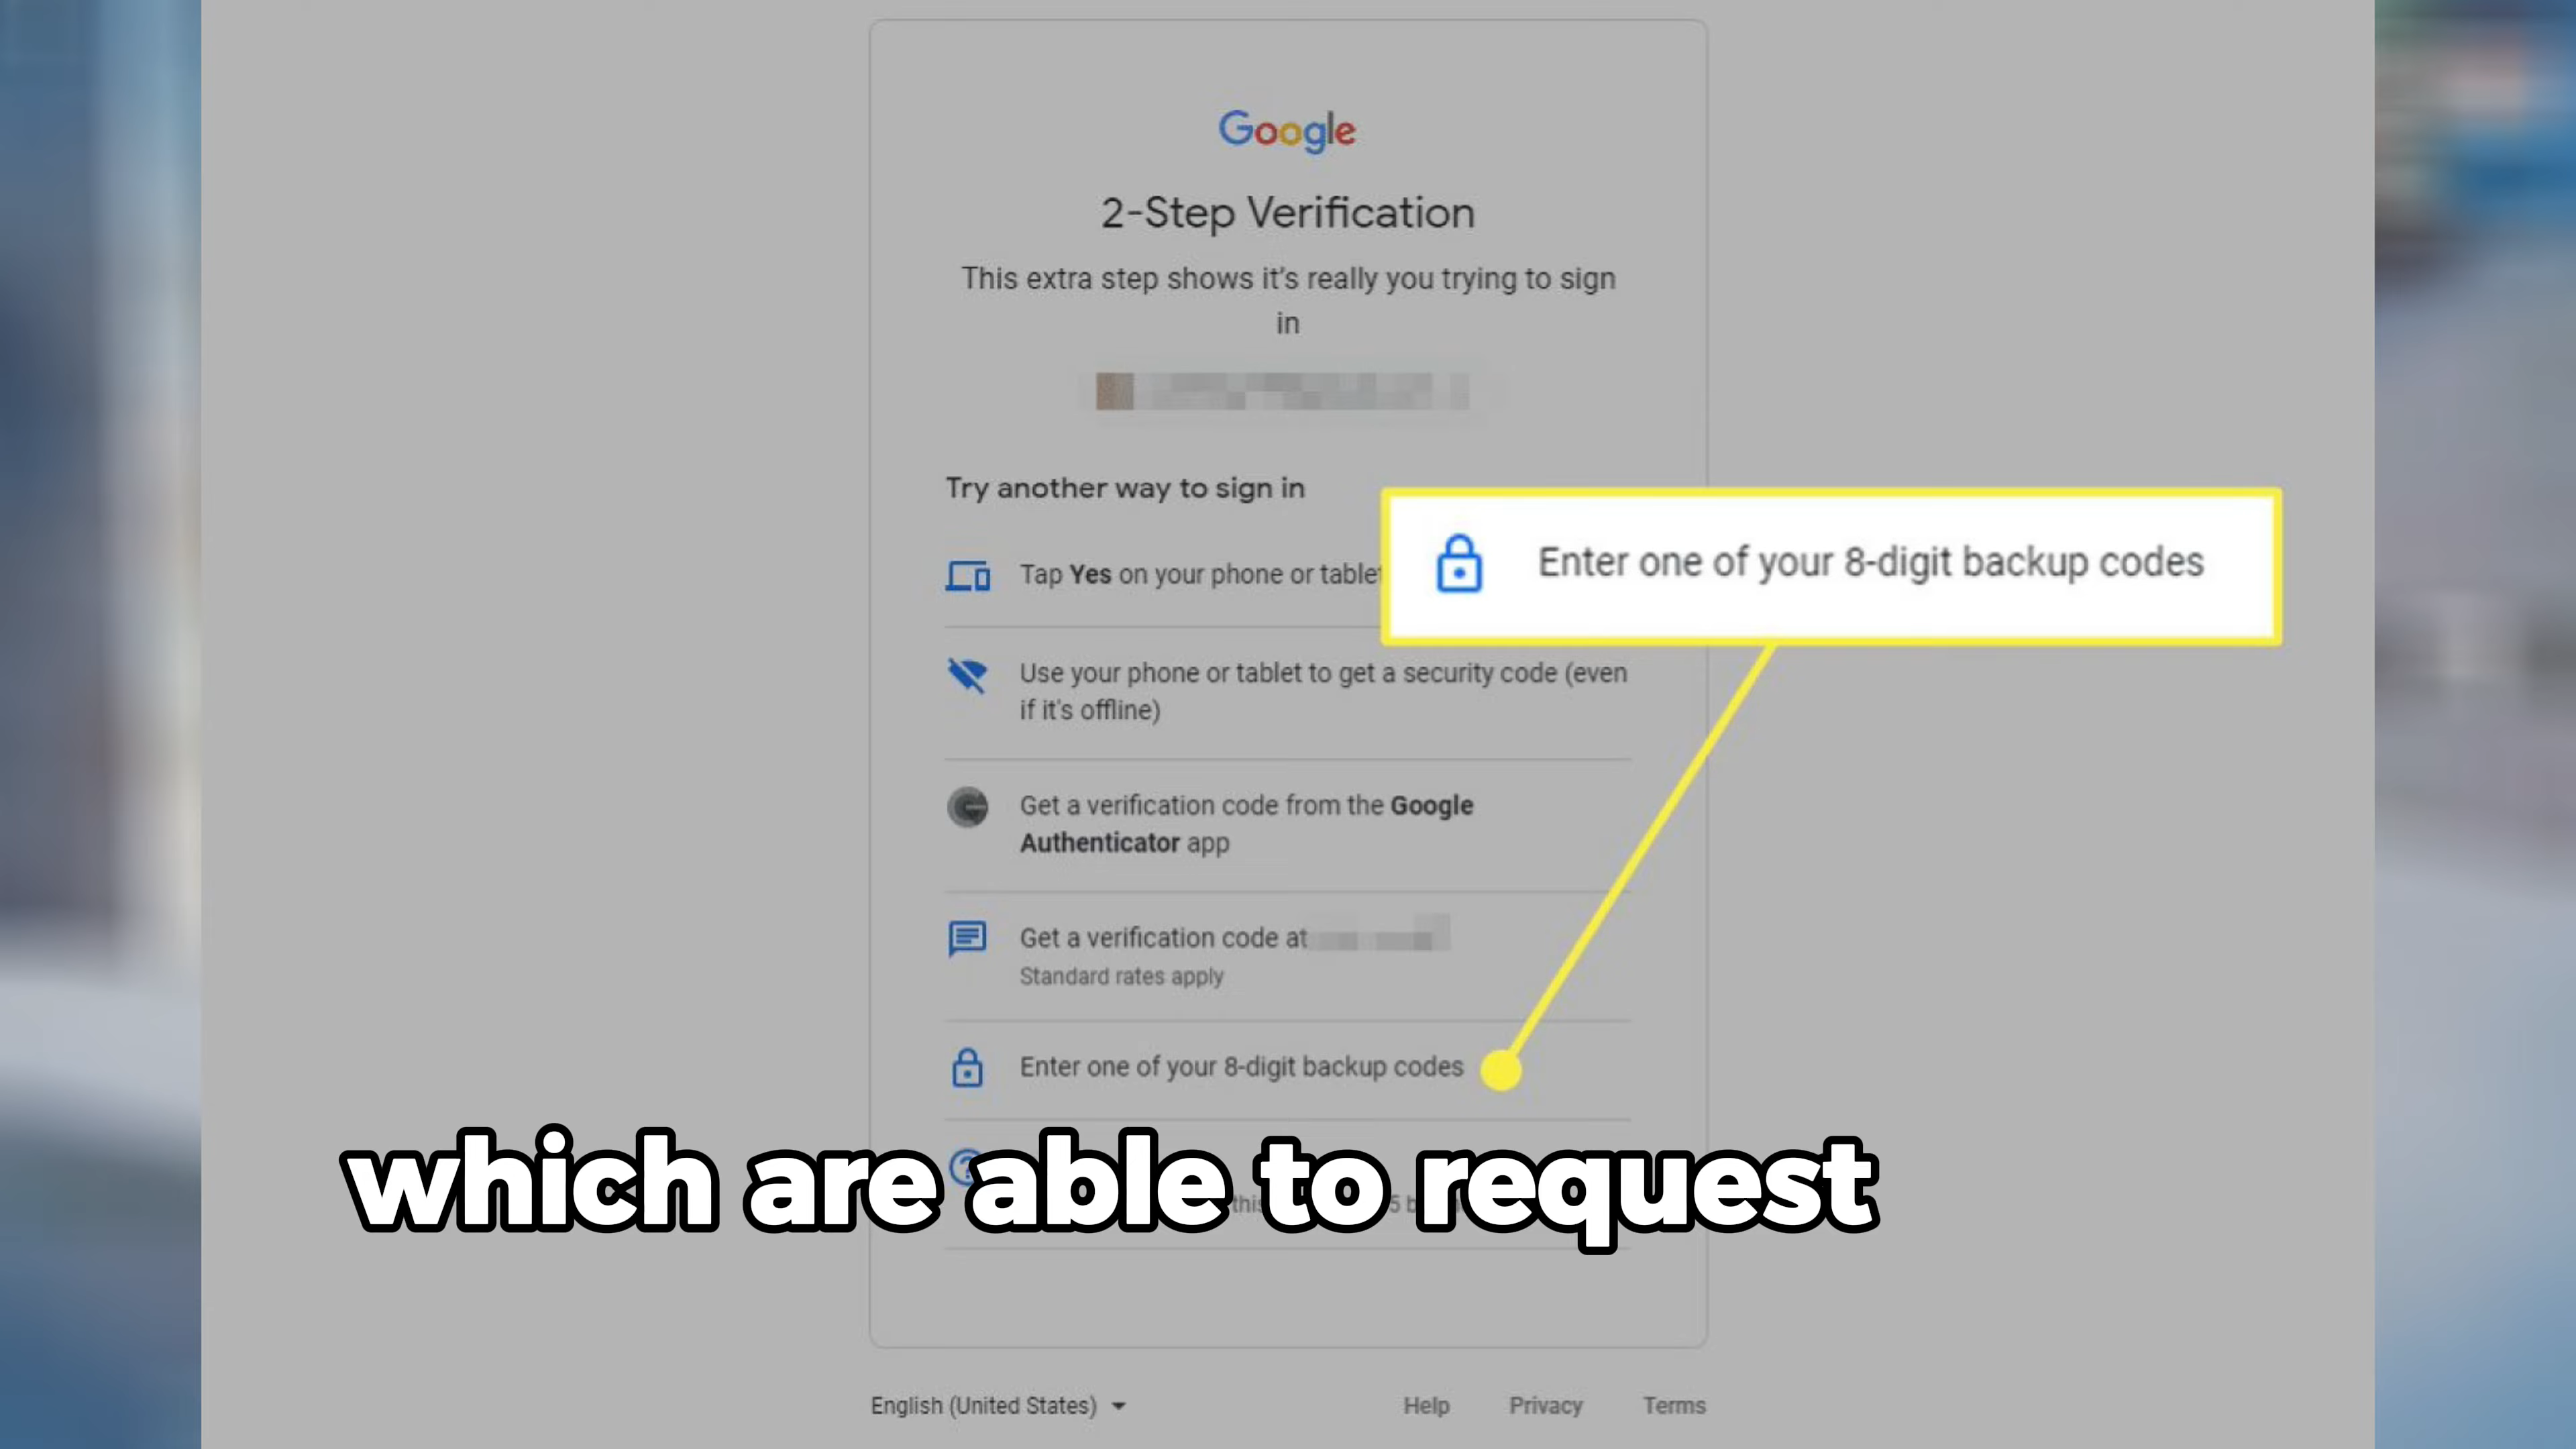 Google
2-Step Verification
This extra step shows it's really you trying to sign
in
Try another way to sign in
Tap Yes on your phone or tablet
Enter one of your 8-digit backup codes
Use your phone or tablet to get a security code (even
if it's offline)
Get a verification code from the Google
Authenticator app
Get a verification code at
Standard rates apply
Enter one of your 8-digit backup codes
which are able to request
English (United States)
Help
Privacy
Terms